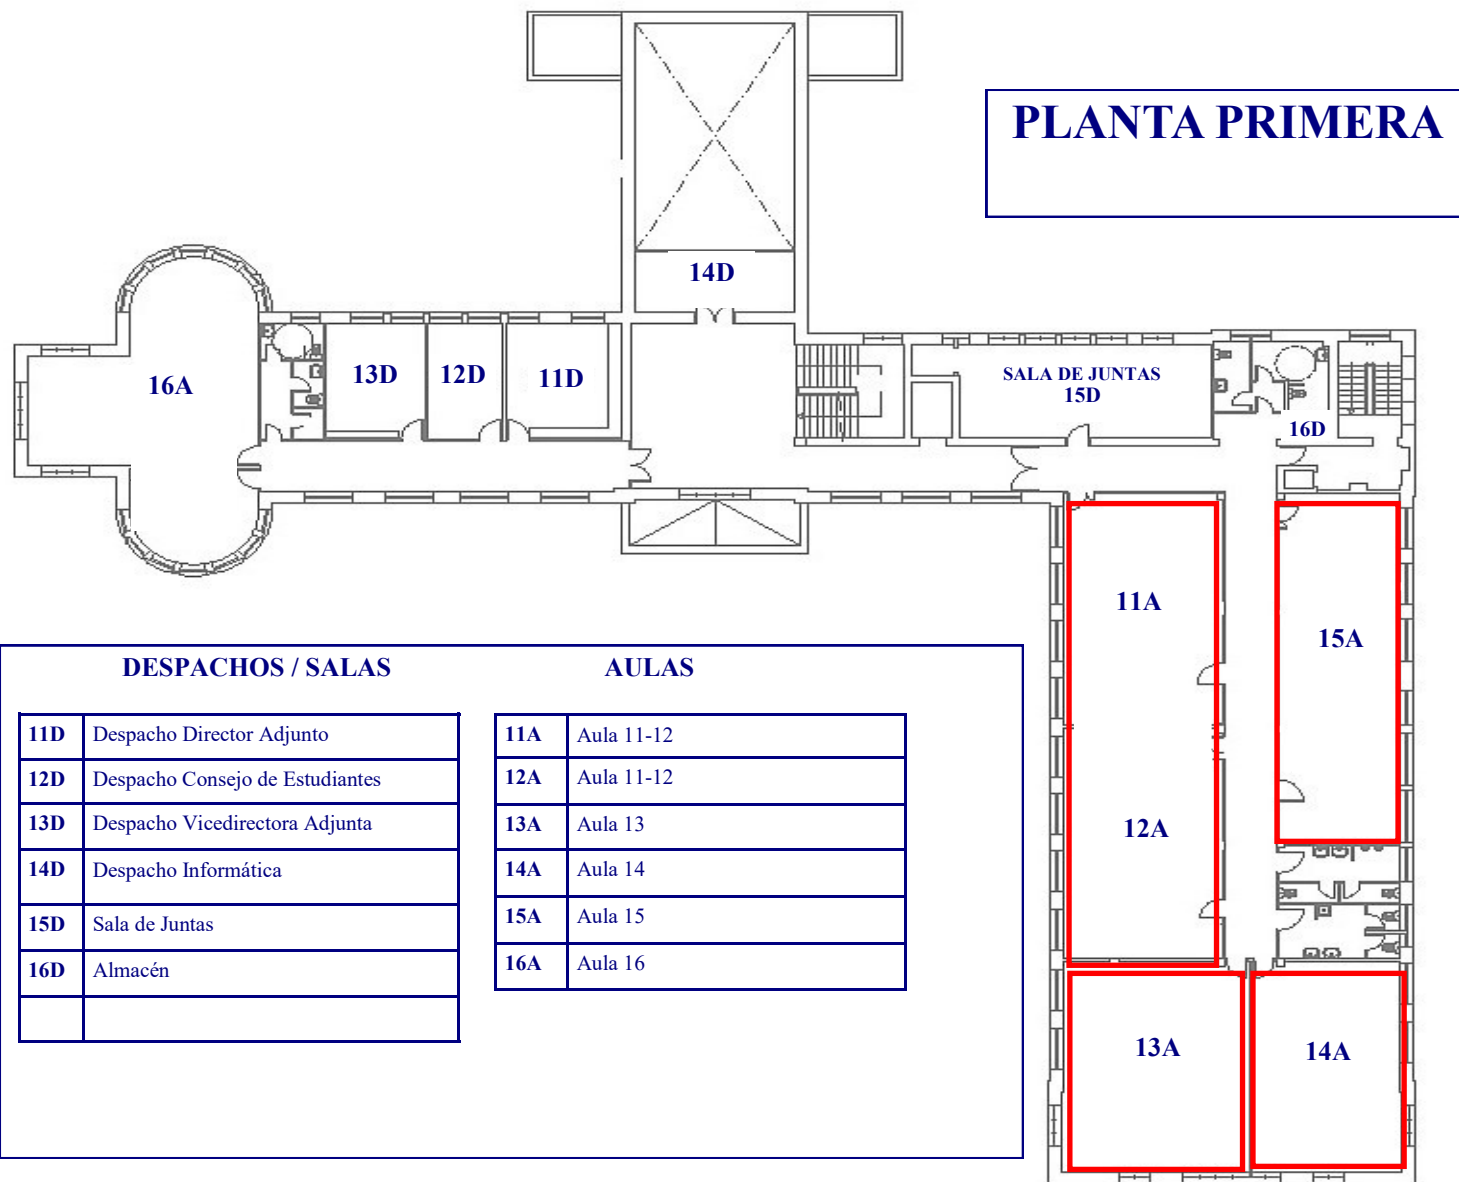 PLANTA PRIMERA
14D
16A
13D
12D
11D
SALA DE JUNTAS
15D
16D
11A
15A
12A
13A
14A
DESPACHOS / SALAS
11D Despacho Director Adjunto
12D Despacho Consejo de Estudiantes
13D Despacho Vicedirectora Adjunta
14D Despacho Informática
15D Sala de Juntas
16D Almacén
AULAS
11A Aula 11-12
12A Aula 11-12
13A Aula 13
14A Aula 14
15A Aula 15
16A Aula 16